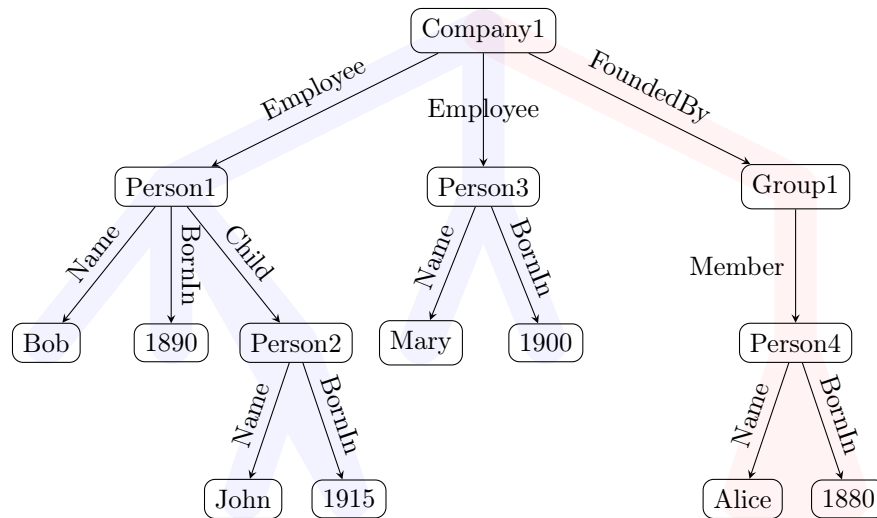 Company1
Employee
Employee
FoundedBy
Person1
Person3
Group1
Name
BornIn
Child
Name
BornIn
Member
Bob
1890
Person2
Mary
1900
Person4
Name
BornIn
Name
BornIn
John
1915
Alice
1880